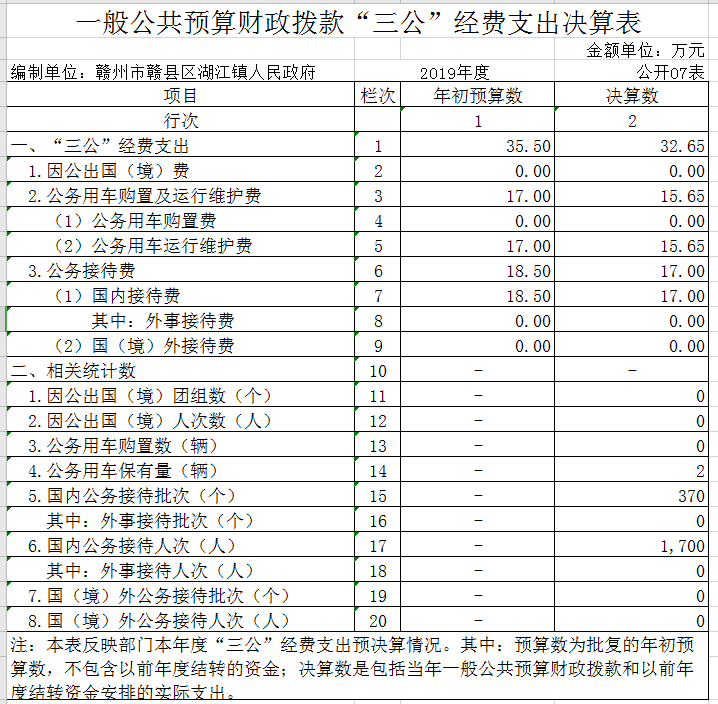 一般公共预算财政拨款“三公”经费支出决算表
金额单位：万元
编制单位：赣州市赣县区湖江镇人民政府 2019年度 公开07表
项目 栏次 年初预算数 决算数
行次 1 2
一、“三公”经费支出 1 35.50 32.65
1.因公出国（境）费 2 0.00 0.00
2.公务用车购置及运行维护费 3 17.00 15.65
（1）公务用车购置费 4 0.00 0.00
（2）公务用车运行维护费 5 17.00 15.65
3.公务接待费 6 18.50 17.00
（1）国内接待费 7 18.50 17.00
其中：外事接待费 8 0.00 0.00
（2）国（境）外接待费 9 0.00 0.00
二、相关统计数 10 - -
1.因公出国（境）团组数（个） 11 - 0
2.因公出国（境）人次数（人） 12 - 0
3.公务用车购置数（辆） 13 - 0
4.公务用车保有量（辆） 14 - 2
5.国内公务接待批次（个） 15 - 370
其中：外事接待批次（个） 16 - 0
6.国内公务接待人次（人） 17 - 1,700
其中：外事接待人次（人） 18 - 0
7.国（境）外公务接待批次（个） 19 - 0
8.国（境）外公务接待人次（人） 20 - 0
注：本表反映部门本年度“三公”经费支出预决算情况。其中：预算数为批复的年初预
算数，不包含以前年度结转的资金；决算数是包括当年一般公共预算财政拨款和以前年
度结转资金安排的实际支出。